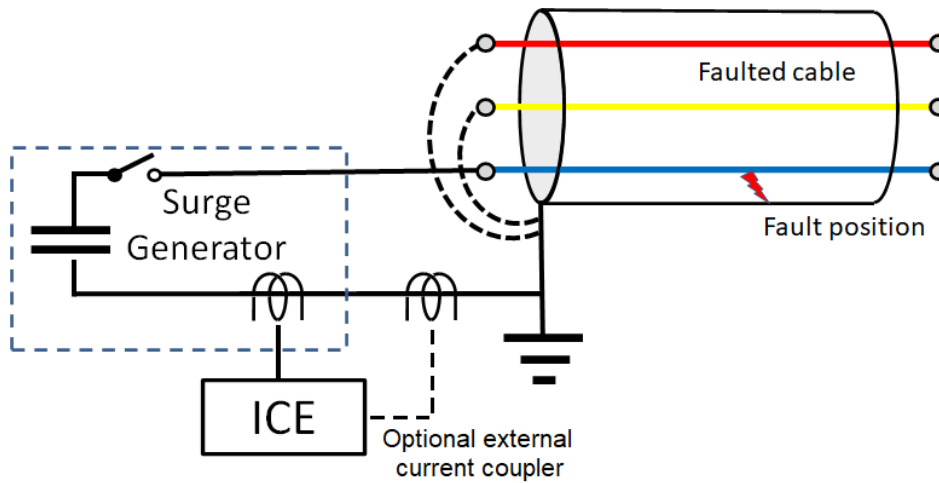 Faulted cable
Surge
Generator
Fault position
ICE
Optional external
current coupler